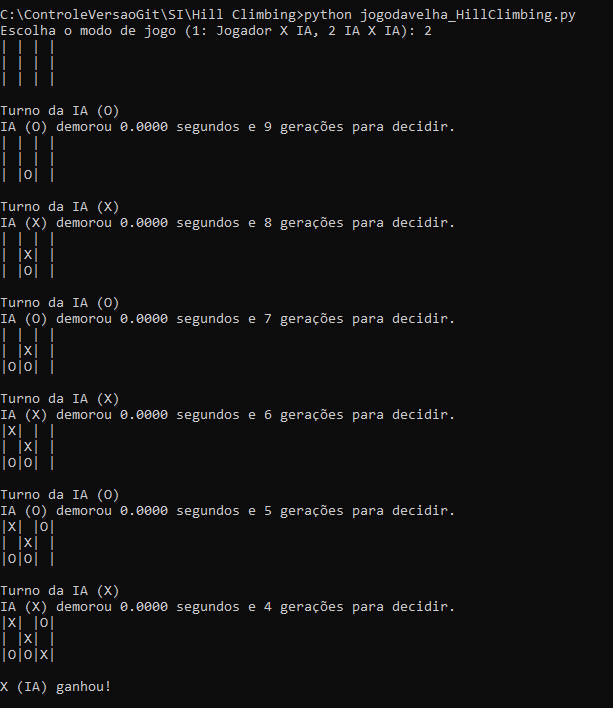 C:\ControleVersaoGit\SI\Hill Climbing>python jogodavelha_HillClimbing.py
Escolha o modo de jogo (1: Jogador X IA, 2 IA X IA): 2
| | | |
| | | |
| | | |

Turno da IA (O)
IA (O) demorou 0.0000 segundos e 9 gerações para decidir.
| | | |
| | | |
| |O| |

Turno da IA (X)
IA (X) demorou 0.0000 segundos e 8 gerações para decidir.
| | | |
| |X| |
| |O| |

Turno da IA (O)
IA (O) demorou 0.0000 segundos e 7 gerações para decidir.
| | | |
| |X| |
|O|O| |

Turno da IA (X)
IA (X) demorou 0.0000 segundos e 6 gerações para decidir.
|X| | |
| |X| |
|O|O| |

Turno da IA (O)
IA (O) demorou 0.0000 segundos e 5 gerações para decidir.
|X| |O|
| |X| |
|O|O| |

Turno da IA (X)
IA (X) demorou 0.0000 segundos e 4 gerações para decidir.
|X| |O|
| |X| |
|O|O|X|

X (IA) ganhou!